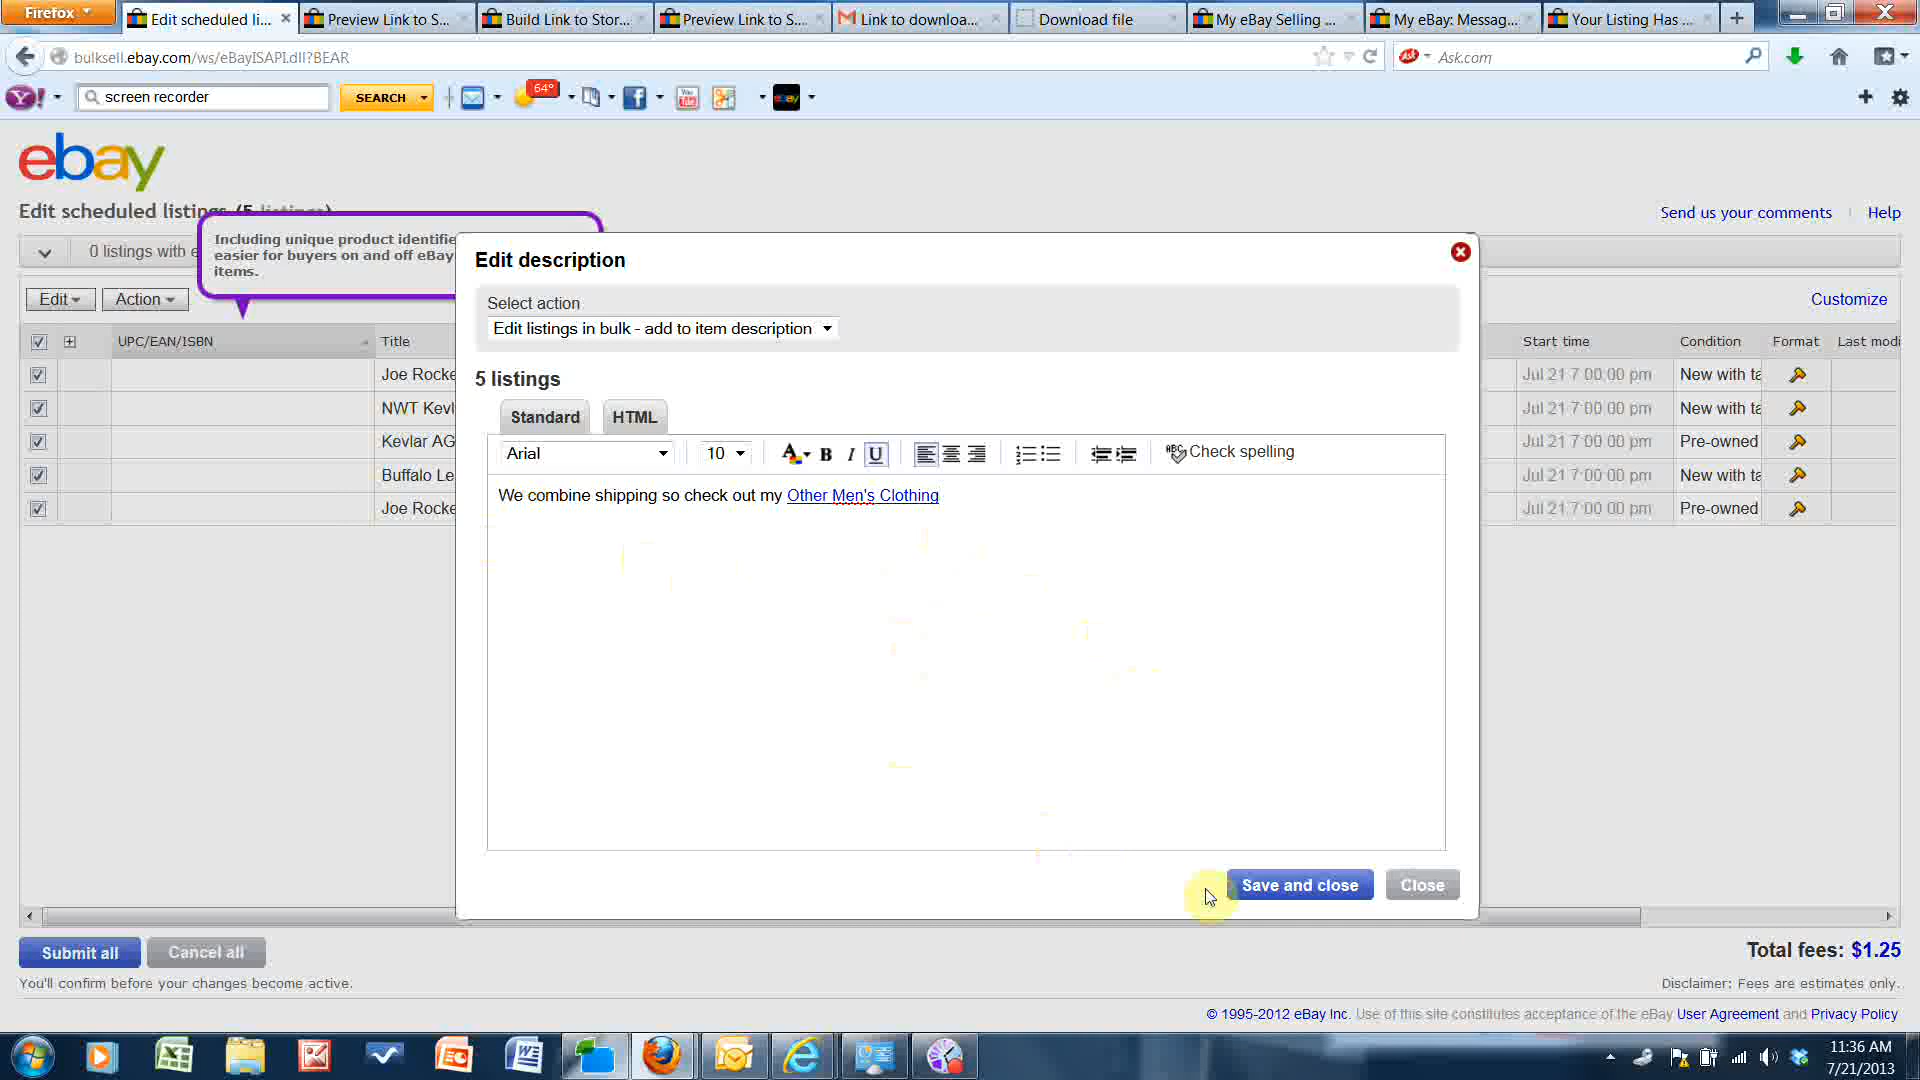 Firefox
Edit scheduled li...
Preview Link to S...
Build Link to Stor...
Preview Link to S...
Link to downloa...
Download file
My eBay Selling ...
My eBay: Messag...
Your Listing Has ...
bulksell.ebay.com/ws/eBayISAPI.dll?BEAR
Ask
Ask.com
Y!
screen recorder
SEARCH
64°
ebay
ebay
Edit scheduled listings (5 listings)
Send us your comments
Help
0 listings with e
Including unique product identifie
easier for buyers on and off eBay
items.
Edit
Action
Customize
UPC/EAN/ISBN
Title
Start time
Condition
Format
Last modi
Joe Rocke
Jul 21 7:00:00 pm
New with ta
NWT Kevl
Jul 21 7:00:00 pm
New with ta
Kevlar AG
Jul 21 7:00:00 pm
Pre-owned
Buffalo Le
Jul 21 7:00:00 pm
New with ta
Joe Rocke
Jul 21 7:00:00 pm
Pre-owned
Edit description
Select action
Edit listings in bulk - add to item description
5 listings
Standard
HTML
Arial
10
A
B
I
U
ABC
Check spelling
We combine shipping so check out my Other Men's Clothing
Save and close
Close
Submit all
Cancel all
Total fees: $1.25
You'll confirm before your changes become active.
Disclaimer: Fees are estimates only.
© 1995-2012 eBay Inc. Use of this site constitutes acceptance of the eBay User Agreement and Privacy Policy
11:36 AM
7/21/2013